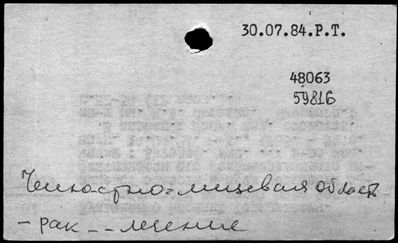 30.07.84.Р.Т.
48063
59816
Челюстно-лицевая область
- рак -- лечение